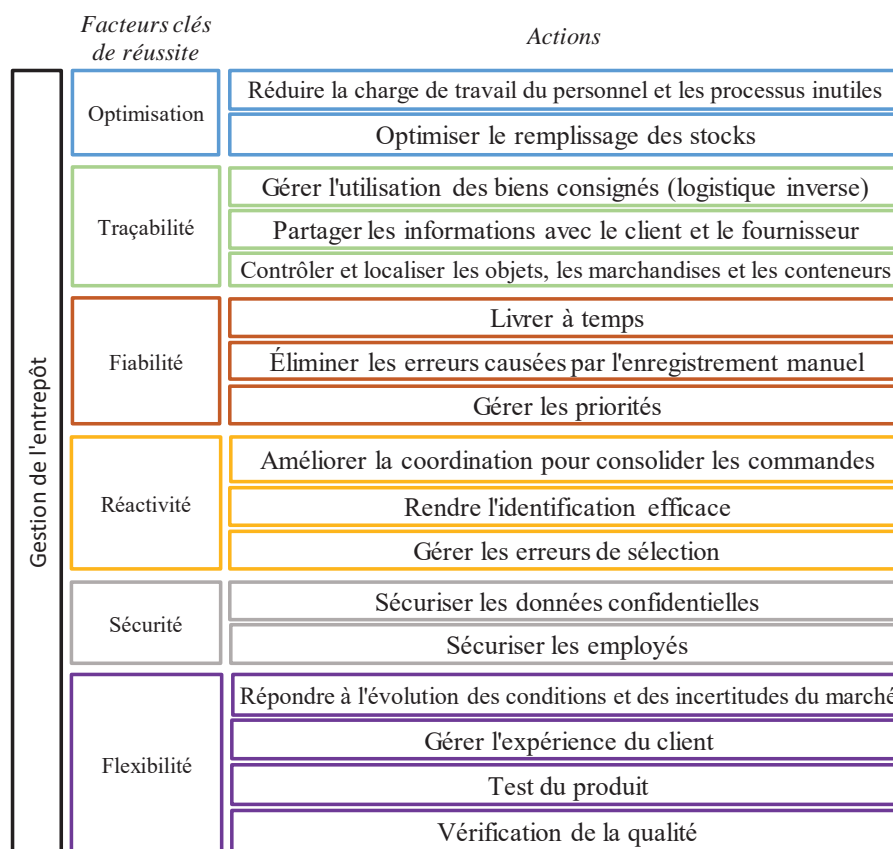 Facteurs clés
de réussite
Actions
Gestion de l'entrepôt
Optimisation
Réduire la charge de travail du personnel et les processus inutiles
Optimiser le remplissage des stocks
Traçabilité
Gérer l'utilisation des biens consignés (logistique inverse)
Partager les informations avec le client et le fournisseur
Contrôler et localiser les objets, les marchandises et les conteneurs
Fiabilité
Livrer à temps
Éliminer les erreurs causées par l'enregistrement manuel
Gérer les priorités
Réactivité
Améliorer la coordination pour consolider les commandes
Rendre l'identification efficace
Gérer les erreurs de sélection
Sécurité
Sécuriser les données confidentielles
Sécuriser les employés
Flexibilité
Répondre à l'évolution des conditions et des incertitudes du marché
Gérer l'expérience du client
Test du produit
Vérification de la qualité